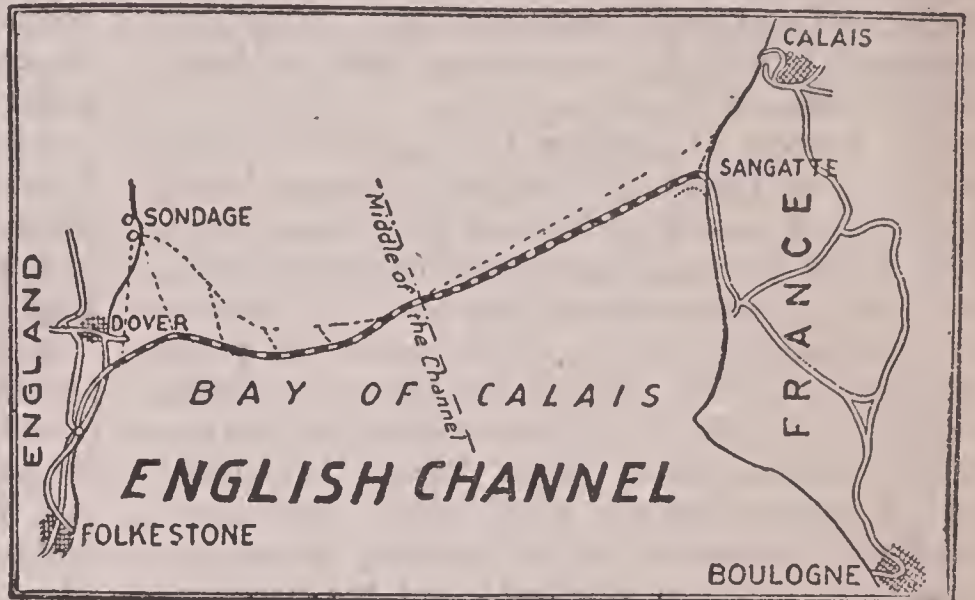 CALAIS
SANGATTE
SONDAGE
Middle of the Channel
ENGLAND
DOVER
FRANCE
BAY OF CALAIS
ENGLISH CHANNEL
FOLKESTONE
BOULOGNE